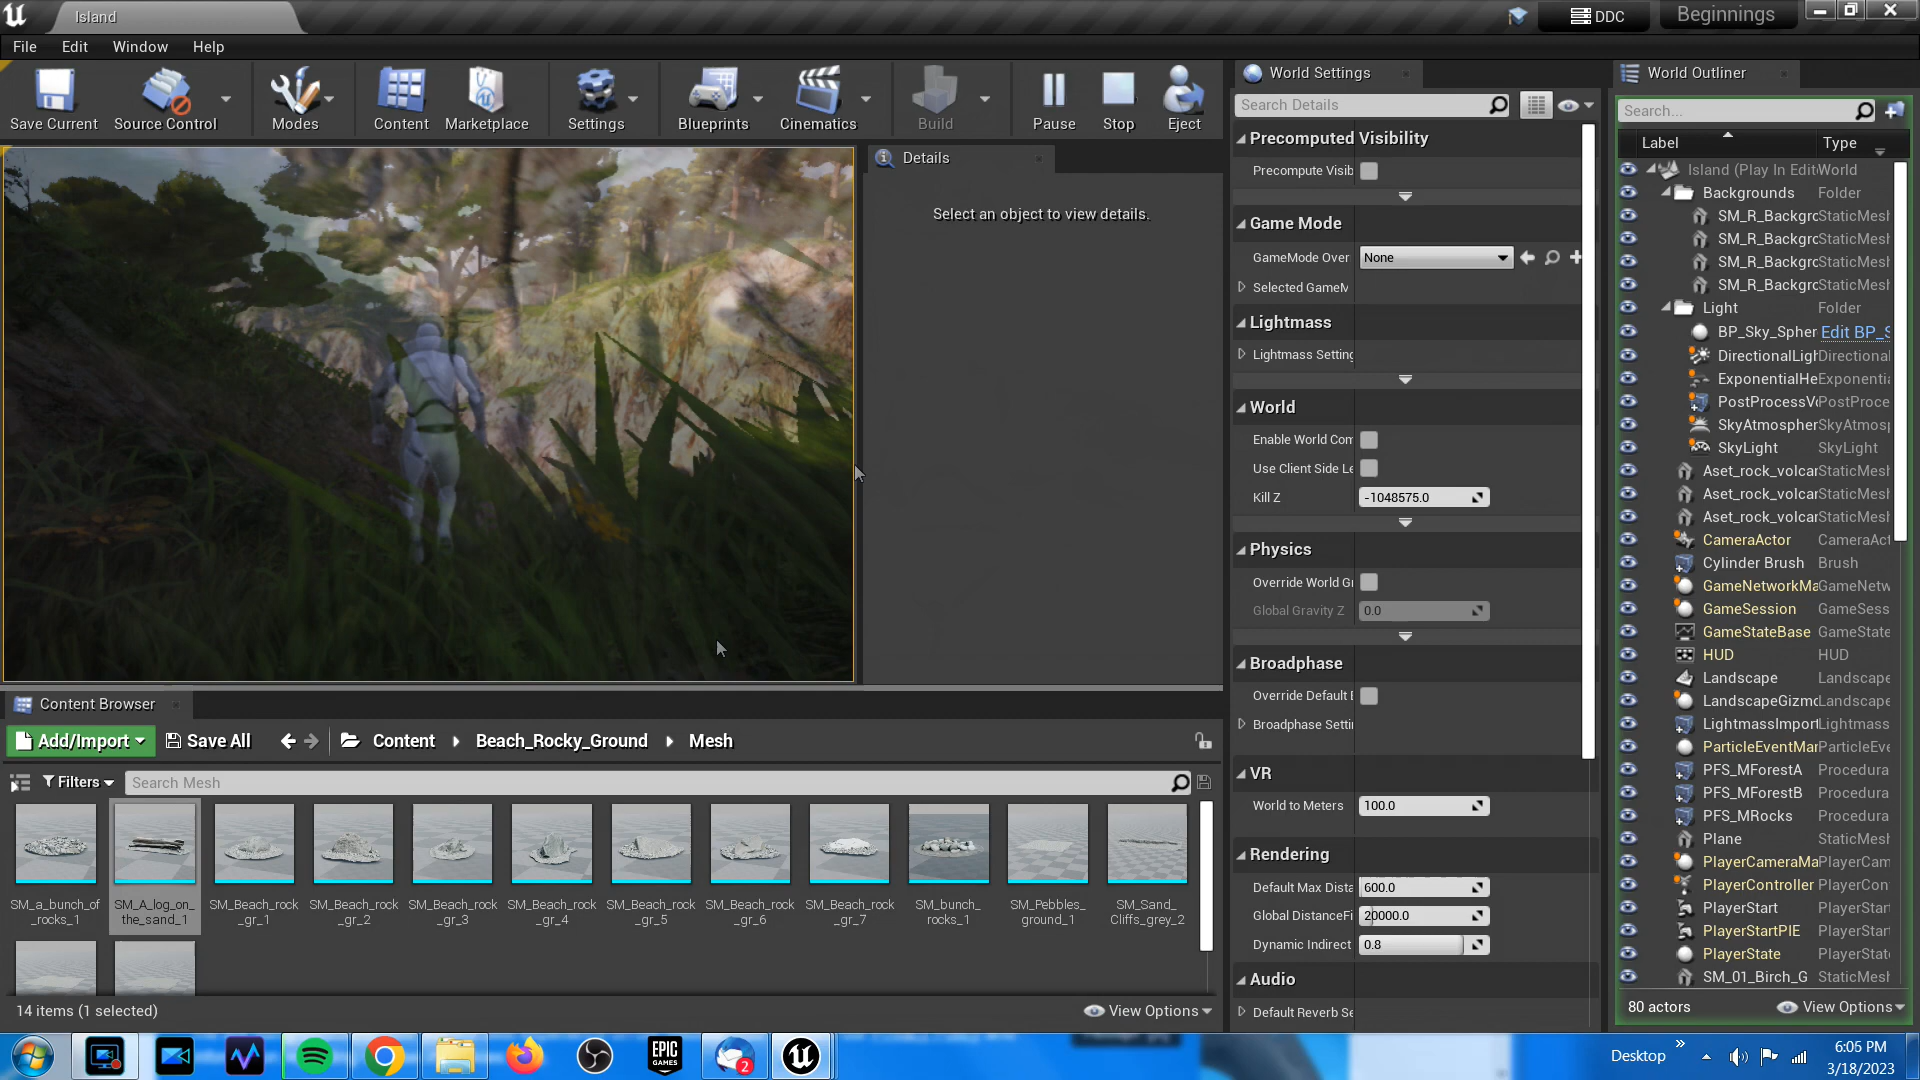 Island
DDC
Beginnings
File Edit Window Help
Save Current
Source Control
Modes
Content
Marketplace
Settings
Blueprints
Cinematics
Build
Pause
Stop
Eject
Details
Select an object to view details.
World Settings
Search Details
Precomputed Visibility
Precompute Visib
Game Mode
GameMode Over None
Selected GameM
Lightmass
Lightmass Setting
World
Enable World Com
Use Client Side Le
Kill Z -1048575.0
Physics
Override World Gr
Global Gravity Z 0.0
Broadphase
Override Default B
Broadphase Setti
VR
World to Meters 100.0
Rendering
Default Max Dista 600.0
Global DistanceFi 20000.0
Dynamic Indirect 0.8
Audio
Default Reverb Se
World Outliner
Search...
Label Type
Island (Play In Edit World
Backgrounds Folder
SM_R_Backgro StaticMesh
SM_R_Backgro StaticMesh
SM_R_Backgro StaticMesh
SM_R_Backgro StaticMesh
Light Folder
BP_Sky_Spher Edit BP_S
DirectionalLigh Directional
ExponentialHe Exponentia
PostProcessVo PostProce
SkyAtmospher SkyAtmosp
SkyLight SkyLight
Aset_rock_volcan StaticMesh
Aset_rock_volcan StaticMesh
Aset_rock_volcan StaticMesh
CameraActor CameraAct
Cylinder Brush Brush
GameNetworkMa GameNetw
GameSession GameSess
GameStateBase GameState
HUD HUD
Landscape Landscape
LandscapeGizmo Landscape
LightmassImport Lightmass
ParticleEventMan ParticleEve
PFS_MForestA Procedura
PFS_MForestB Procedura
PFS_MRocks Procedura
Plane StaticMesh
PlayerCameraMa PlayerCam
PlayerController PlayerCon
PlayerStart PlayerStart
PlayerStartPIE PlayerStart
PlayerState PlayerState
SM_01_Birch_G StaticMesh
80 actors View Options
Content Browser
Add/Import Save All Content Beach_Rocky_Ground Mesh
Filters Search Mesh
SM_a_bunch_of
_rocks_1
SM_A_log_on_
the_sand_1
SM_Beach_rock
_gr_1
SM_Beach_rock
_gr_2
SM_Beach_rock
_gr_3
SM_Beach_rock
_gr_4
SM_Beach_rock
_gr_5
SM_Beach_rock
_gr_6
SM_Beach_rock
_gr_7
SM_bunch_
rocks_1
SM_Pebbles_
ground_1
SM_Sand_
Cliffs_grey_2
14 items (1 selected) View Options
EPIC
GAMES
2
Desktop
6:05 PM
3/18/2023